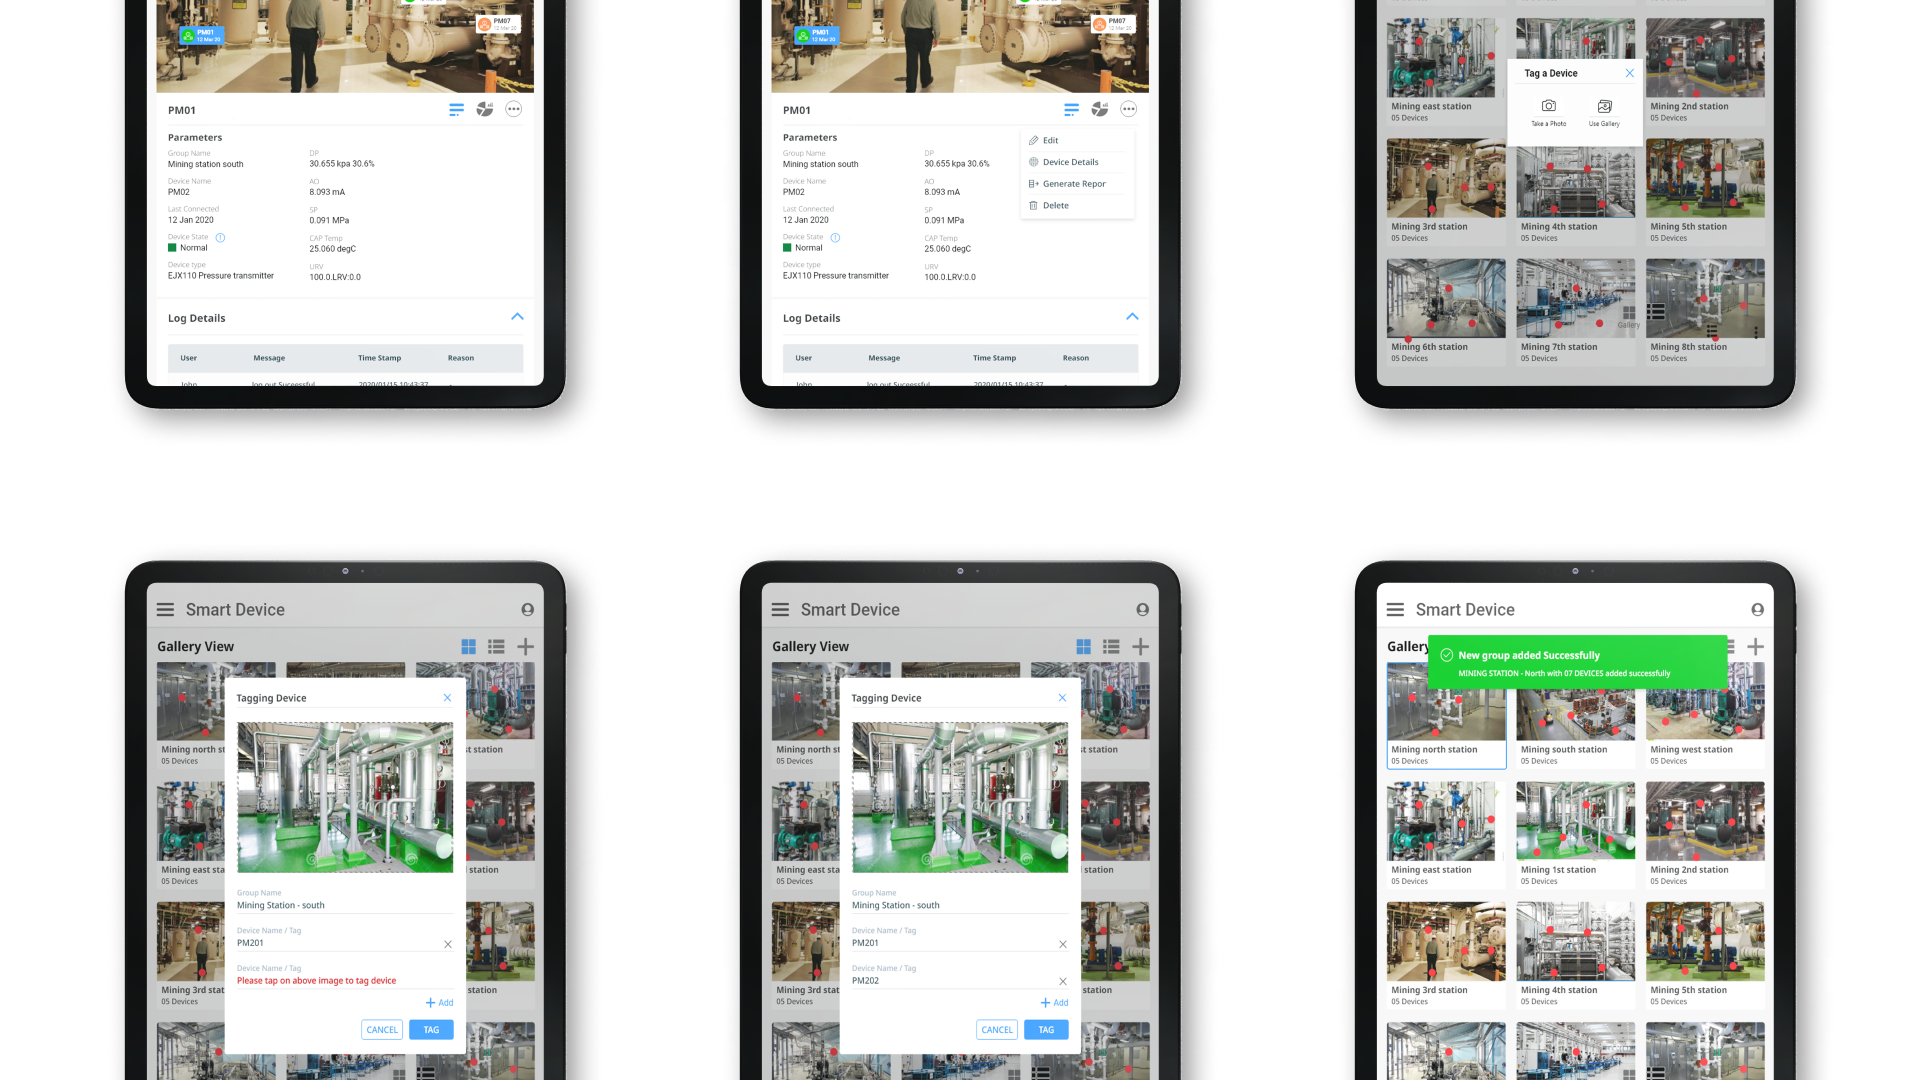 PM01
12 Mar 20
PM07
12 Mar 20
PM01
Parameters
Group Name
Mining station south
DP
30.655 kpa 30.6%
Device Name
PM02
AO
8.093 mA
Last Connected
12 Jan 2020
SP
0.091 MPa
Device State
Normal
CAP Temp
25.060 degC
Device type
EJX110 Pressure transmitter
URV
100.0.LRV:0.0
Log Details
User Message Time Stamp Reason
John log out Successful 2020/01/15 10:43:37 -
PM01
12 Mar 20
PM07
12 Mar 20
PM01
Parameters
Group Name
Mining station south
DP
30.655 kpa 30.6%
Device Name
PM02
AO
8.093 mA
Last Connected
12 Jan 2020
SP
0.091 MPa
Device State
Normal
CAP Temp
25.060 degC
Device type
EJX110 Pressure transmitter
URV
100.0.LRV:0.0
Edit
Device Details
Generate Repor
Delete
Log Details
User Message Time Stamp Reason
John log out Successful 2020/01/15 10:43:37 -
Tag a Device
Take a Photo
Use Gallery
Mining east station
05 Devices
Mining 2nd station
05 Devices
Mining 3rd station
05 Devices
Mining 4th station
05 Devices
Mining 5th station
05 Devices
Gallery
Mining 6th station
05 Devices
Mining 7th station
05 Devices
Mining 8th station
05 Devices
Smart Device
Gallery View
Tagging Device
Group Name
Mining Station - south
Device Name / Tag
PM201
Device Name / Tag
Please tap on above image to tag device
Add
CANCEL
TAG
Mining north st
05 Devices
st station
Mining east sta
05 Devices
station
Mining 3rd stat
05 Devices
station
Smart Device
Gallery View
Tagging Device
Group Name
Mining Station - south
Device Name / Tag
PM201
Device Name / Tag
PM202
Add
CANCEL
TAG
Mining north st
05 Devices
st station
Mining east sta
05 Devices
station
Mining 3rd stat
05 Devices
station
Smart Device
Gallery
New group added Successfully
MINING STATION - North with 07 DEVICES added successfully
Mining north station
05 Devices
Mining south station
05 Devices
Mining west station
05 Devices
Mining east station
05 Devices
Mining 1st station
05 Devices
Mining 2nd station
05 Devices
Mining 3rd station
05 Devices
Mining 4th station
05 Devices
Mining 5th station
05 Devices